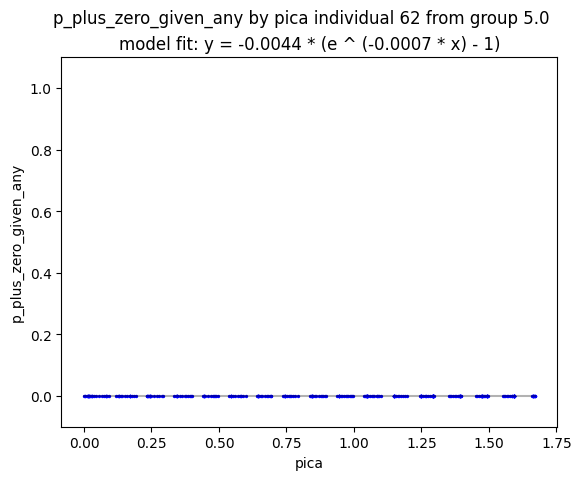 p_plus_zero_given_any by pica individual 62 from group 5.0
model fit: y = -0.0044 * (e ^ (-0.0007 * x) - 1)
p_plus_zero_given_any
1.0
0.8
0.6
0.4
0.2
0.0
0.00 0.25 0.50 0.75 1.00 1.25 1.50 1.75
pica